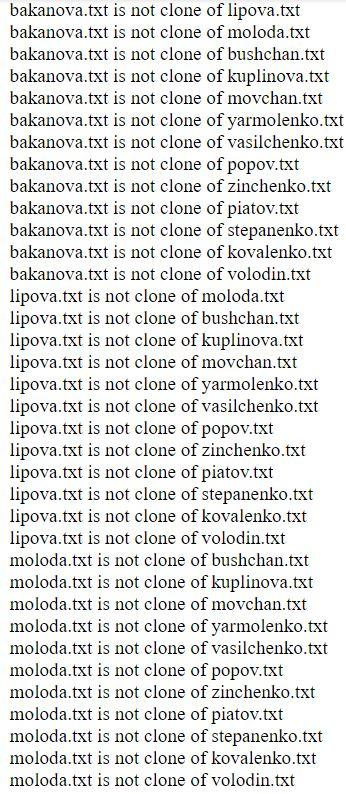 bakanova.txt is not clone of lipova.txt
bakanova.txt is not clone of moloda.txt
bakanova.txt is not clone of bushchan.txt
bakanova.txt is not clone of kuplinova.txt
bakanova.txt is not clone of movchan.txt
bakanova.txt is not clone of yarmolenko.txt
bakanova.txt is not clone of vasilchenko.txt
bakanova.txt is not clone of popov.txt
bakanova.txt is not clone of zinchenko.txt
bakanova.txt is not clone of piatov.txt
bakanova.txt is not clone of stepanenko.txt
bakanova.txt is not clone of kovalenko.txt
bakanova.txt is not clone of volodin.txt
lipova.txt is not clone of moloda.txt
lipova.txt is not clone of bushchan.txt
lipova.txt is not clone of kuplinova.txt
lipova.txt is not clone of movchan.txt
lipova.txt is not clone of yarmolenko.txt
lipova.txt is not clone of vasilchenko.txt
lipova.txt is not clone of popov.txt
lipova.txt is not clone of zinchenko.txt
lipova.txt is not clone of piatov.txt
lipova.txt is not clone of stepanenko.txt
lipova.txt is not clone of kovalenko.txt
lipova.txt is not clone of volodin.txt
moloda.txt is not clone of bushchan.txt
moloda.txt is not clone of kuplinova.txt
moloda.txt is not clone of movchan.txt
moloda.txt is not clone of yarmolenko.txt
moloda.txt is not clone of vasilchenko.txt
moloda.txt is not clone of popov.txt
moloda.txt is not clone of zinchenko.txt
moloda.txt is not clone of piatov.txt
moloda.txt is not clone of stepanenko.txt
moloda.txt is not clone of kovalenko.txt
moloda.txt is not clone of volodin.txt